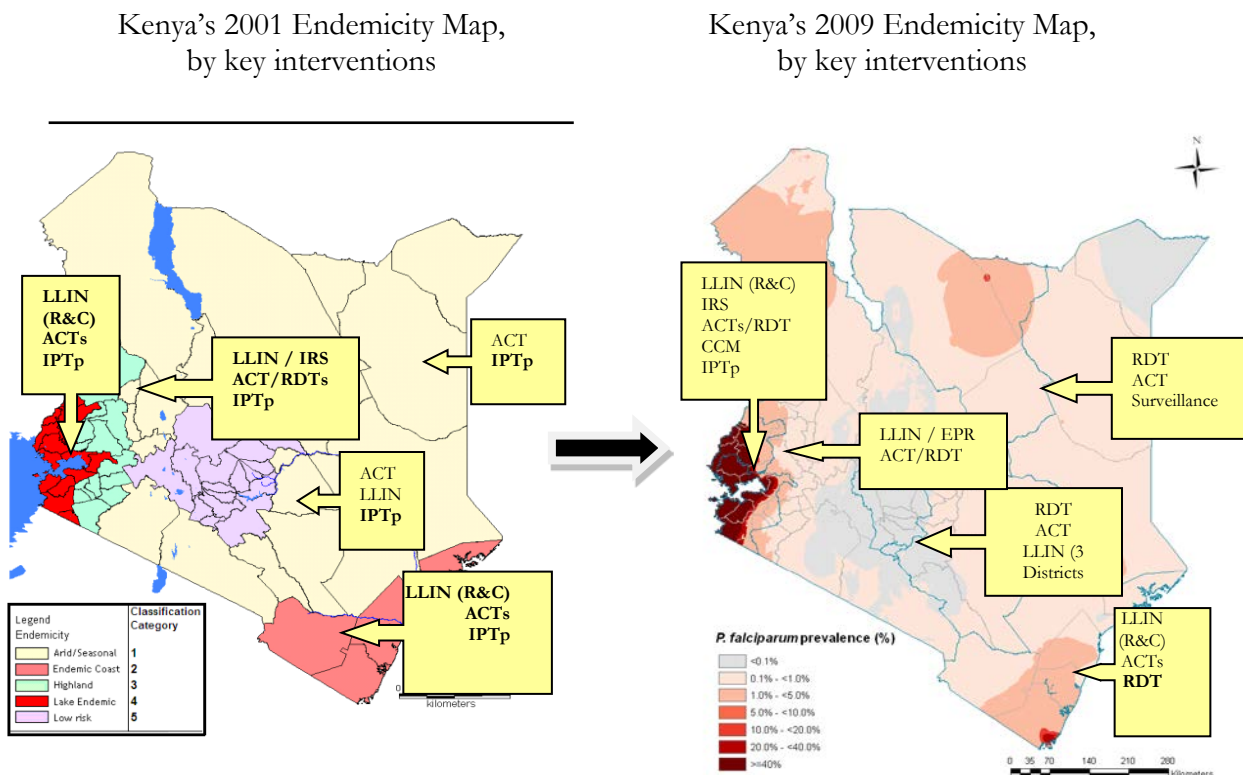 Kenya's 2001 Endemicity Map,
by key interventions
LLIN
(R&C)
ACTs
IPTp
LLIN / IRS
ACT/RDTs
IPTp
ACT
IPTp
ACT
LLIN
IPTp
LLIN (R&C)
ACTs
IPTp
Legend
Endemicity
Classification
Category
Arid/Seasonal 1
Endemic Coast 2
Highland 3
Lake Endemic 4
Low risk 5
0
kilometers
Kenya's 2009 Endemicity Map,
by key interventions
N
LLIN (R&C)
IRS
ACTs/RDT
CCM
IPTp
RDT
ACT
Surveillance
LLIN / EPR
ACT/RDT
RDT
ACT
LLIN (3
Districts
LLIN
(R&C)
ACTs
RDT
P. falciparum prevalence (%)
<0.1%
0.1% - <1.0%
1.0% - <5.0%
5.0% - <10.0%
10.0% - <20.0%
20.0% - <40.0%
>=40%
0 35 70 140 210 280
Kilometers